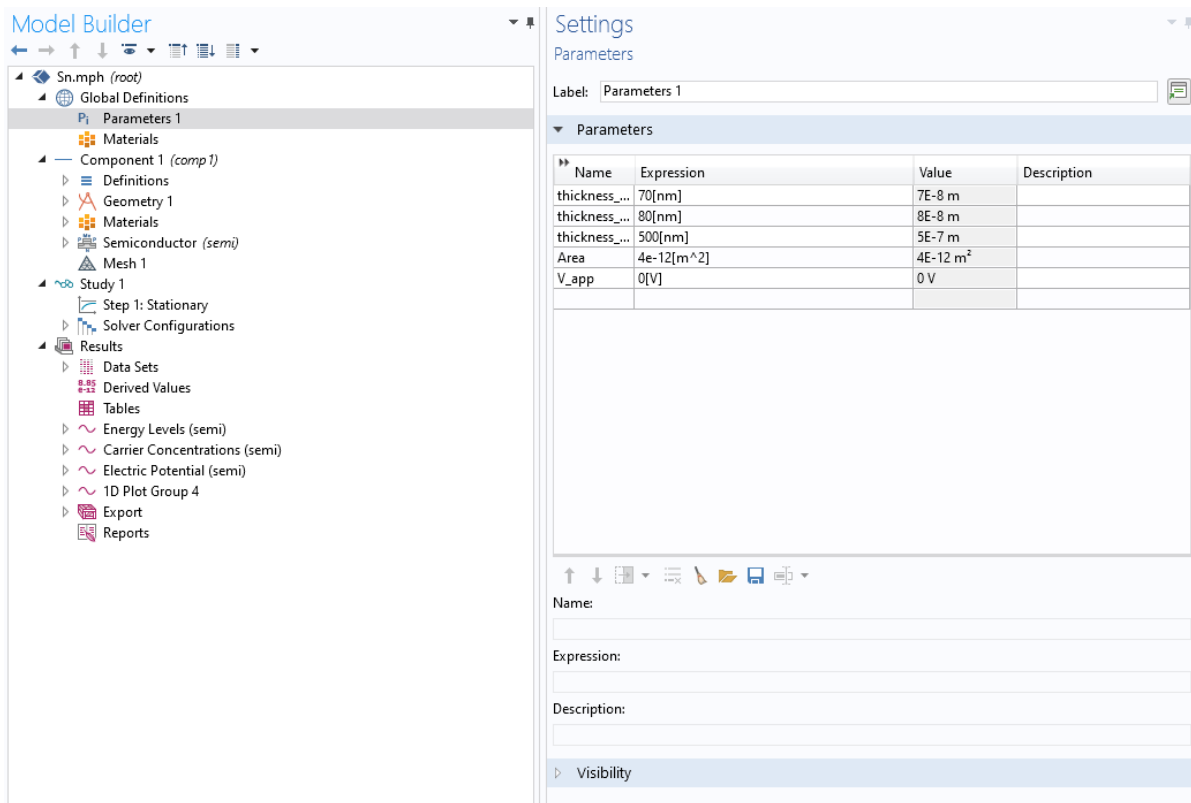 Model Builder
Sn.mph (root)
Global Definitions
Pi Parameters 1
Materials
Component 1 (comp1)
Definitions
Geometry 1
Materials
Semiconductor (semi)
Mesh 1
Study 1
Step 1: Stationary
Solver Configurations
Results
Data Sets
8.85
e-12 Derived Values
Tables
Energy Levels (semi)
Carrier Concentrations (semi)
Electric Potential (semi)
1D Plot Group 4
Export
Reports
Settings
Parameters
Label: Parameters 1
Parameters
Name Expression Value Description
thickness_... 70[nm] 7E-8 m
thickness_... 80[nm] 8E-8 m
thickness_... 500[nm] 5E-7 m
Area 4e-12[m^2] 4E-12 m²
V_app 0[V] 0 V
Name:
Expression:
Description:
Visibility